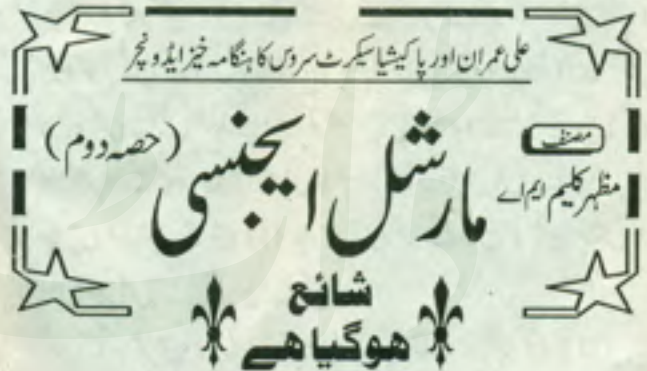 علی عمران اور پاکیشیا سیکرٹ سروس کا ہنگامہ خیز ایڈونچر
مصنف
مظہر کلیم ایم اے
مارشل ایجنسی (حصہ دوم)
شائع
ہوگیا ہے